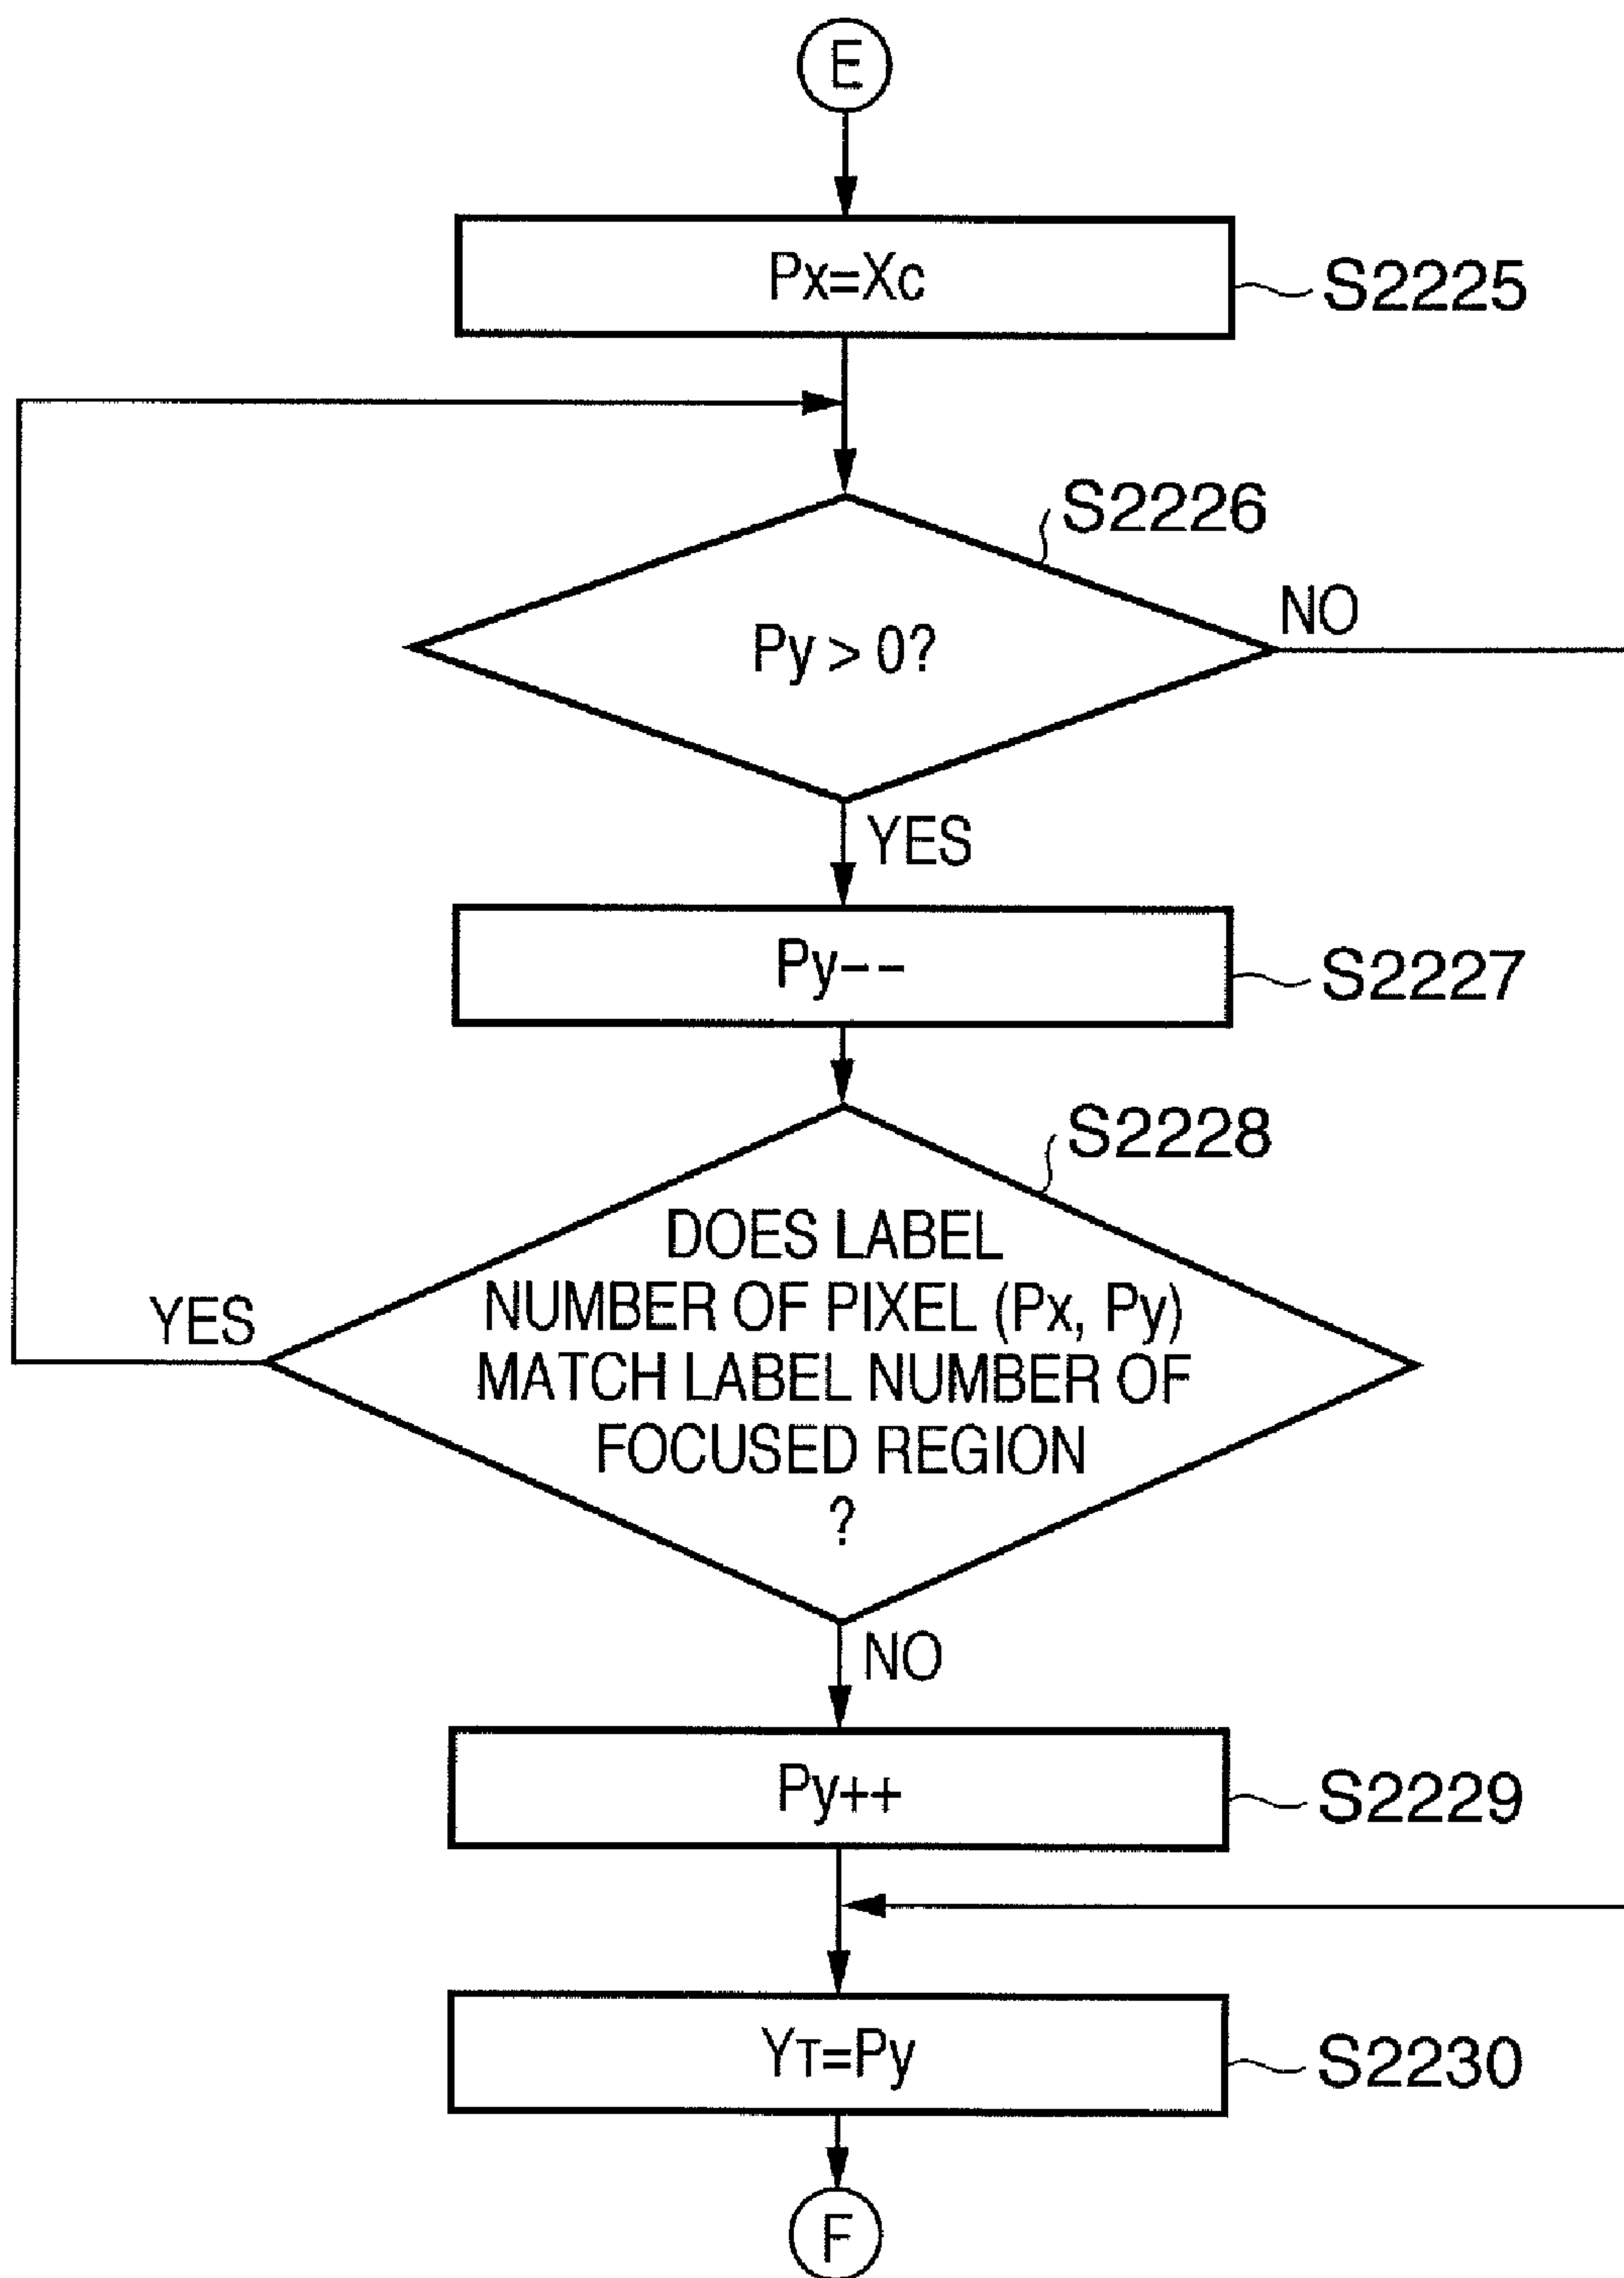 E
Px=Xc
S2225
S2226
Py > 0?
NO
YES
Py--
S2227
S2228
DOES LABEL
NUMBER OF PIXEL (Px, Py)
MATCH LABEL NUMBER OF
FOCUSED REGION
?
YES
NO
Py++
S2229
YT=Py
S2230
F